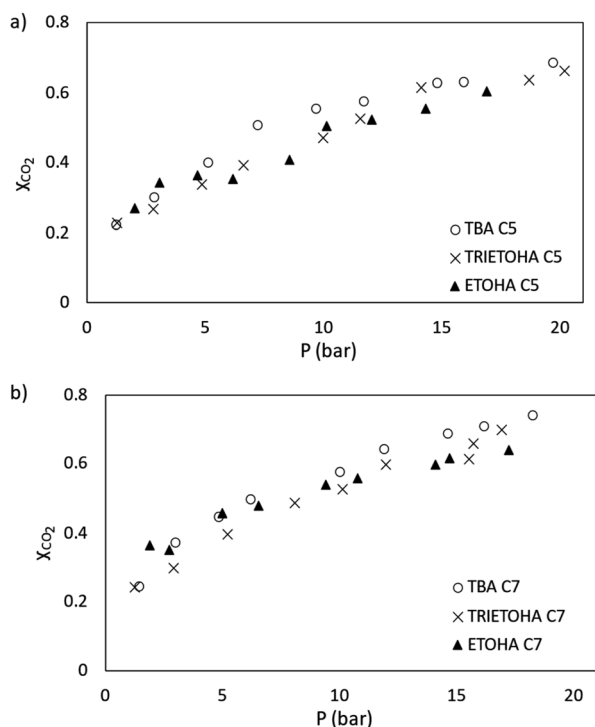 a)
0.8
0.6
0.4
0.2
0
χCO₂
0 5 10 15 20
P (bar)
TBA C5
TRIETOHA C5
ETOHA C5
b)
0.8
0.6
0.4
0.2
0
χCO₂
0 5 10 15 20
P (bar)
TBA C7
TRIETOHA C7
ETOHA C7